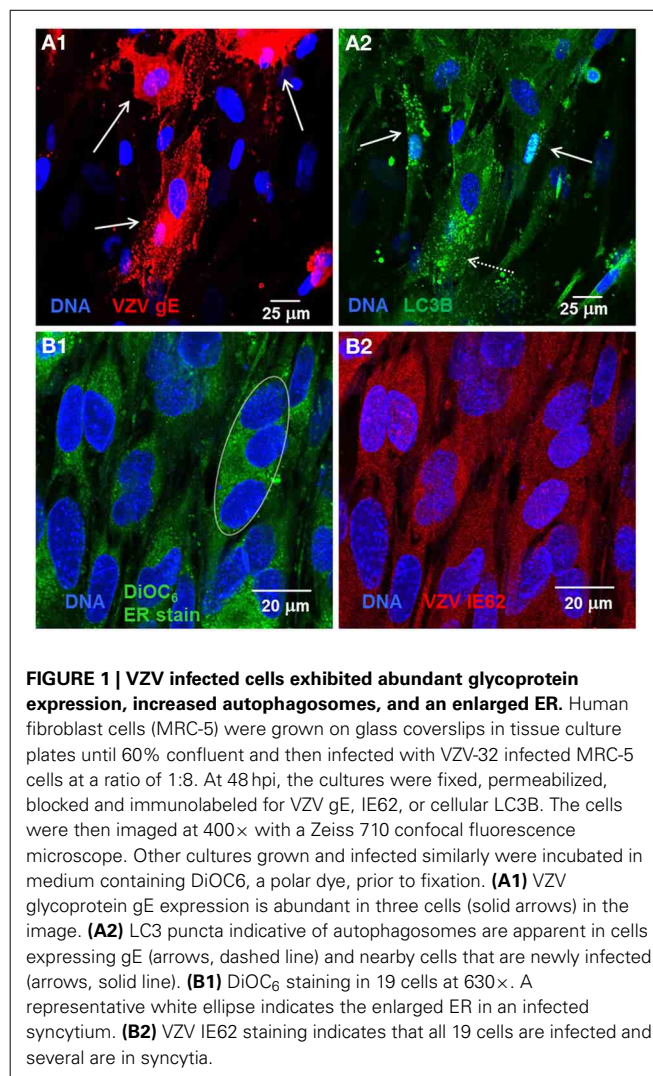 A1
A2
DNA VZV gE
25 µm
DNA LC3B
25 µm
B1
B2
DNA
DiOC₆
ER stain
20 µm
DNA VZV IE62
20 µm
FIGURE 1 | VZV infected cells exhibited abundant glycoprotein
expression, increased autophagosomes, and an enlarged ER. Human
fibroblast cells (MRC-5) were grown on glass coverslips in tissue culture
plates until 60% confluent and then infected with VZV-32 infected MRC-5
cells at a ratio of 1:8. At 48 hpi, the cultures were fixed, permeabilized,
blocked and immunolabeled for VZV gE, IE62, or cellular LC3B. The cells
were then imaged at 400× with a Zeiss 710 confocal fluorescence
microscope. Other cultures grown and infected similarly were incubated in
medium containing DiOC6, a polar dye, prior to fixation. (A1) VZV
glycoprotein gE expression is abundant in three cells (solid arrows) in the
image. (A2) LC3 puncta indicative of autophagosomes are apparent in cells
expressing gE (arrows, dashed line) and nearby cells that are newly infected
(arrows, solid line). (B1) DiOC₆ staining in 19 cells at 630×. A
representative white ellipse indicates the enlarged ER in an infected
syncytium. (B2) VZV IE62 staining indicates that all 19 cells are infected and
several are in syncytia.